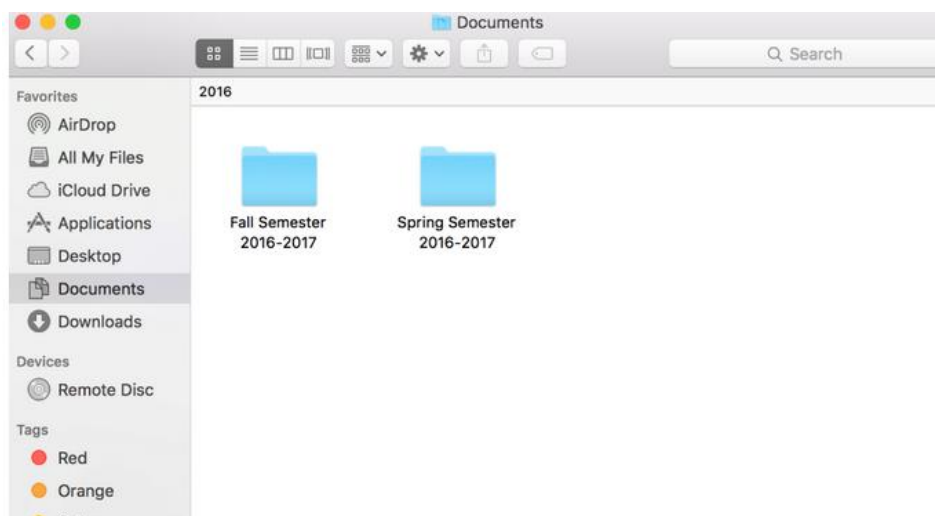 Documents
Search
Favorites
AirDrop
All My Files
iCloud Drive
Applications
Desktop
Documents
Downloads
Devices
Remote Disc
Tags
Red
Orange
2016
Fall Semester
2016-2017
Spring Semester
2016-2017